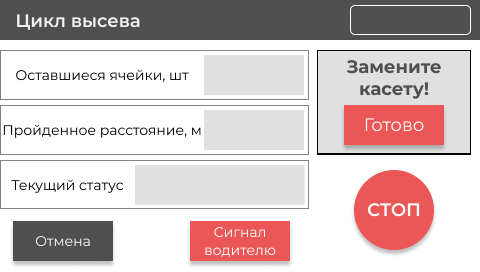 Цикл высева
Оставшиеся ячейки, шт
Пройденное расстояние, м
Текущий статус
Отмена
Сигнал
водителю
Замените
касету!
Готово
СТОП